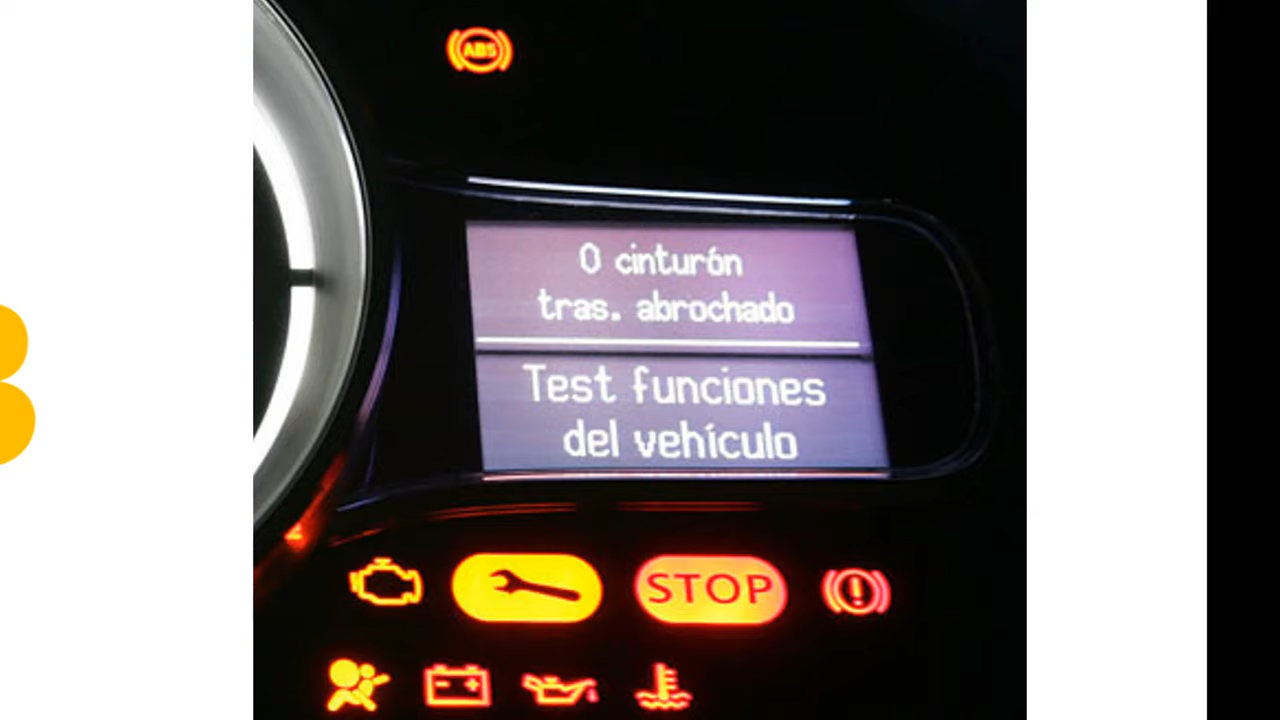 ABS
0 cinturón
tras. abrochado
Test funciones
del vehículo
STOP